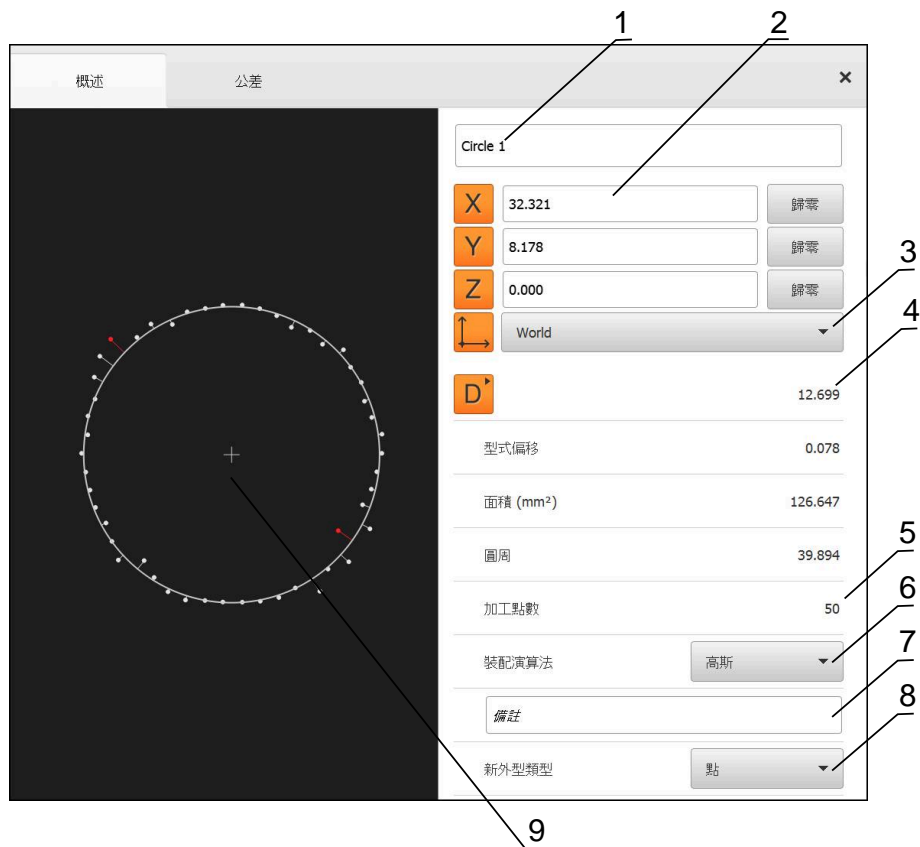 1
2
概述
公差
×
Circle 1
X
32.321
歸零
Y
8.178
歸零
3
Z
0.000
歸零
World
4
D
12.699
型式偏移
0.078
面積 (mm²)
126.647
5
圓周
39.894
6
加工點數
50
7
裝配演算法
高斯
8
備註
新外型類型
點
9